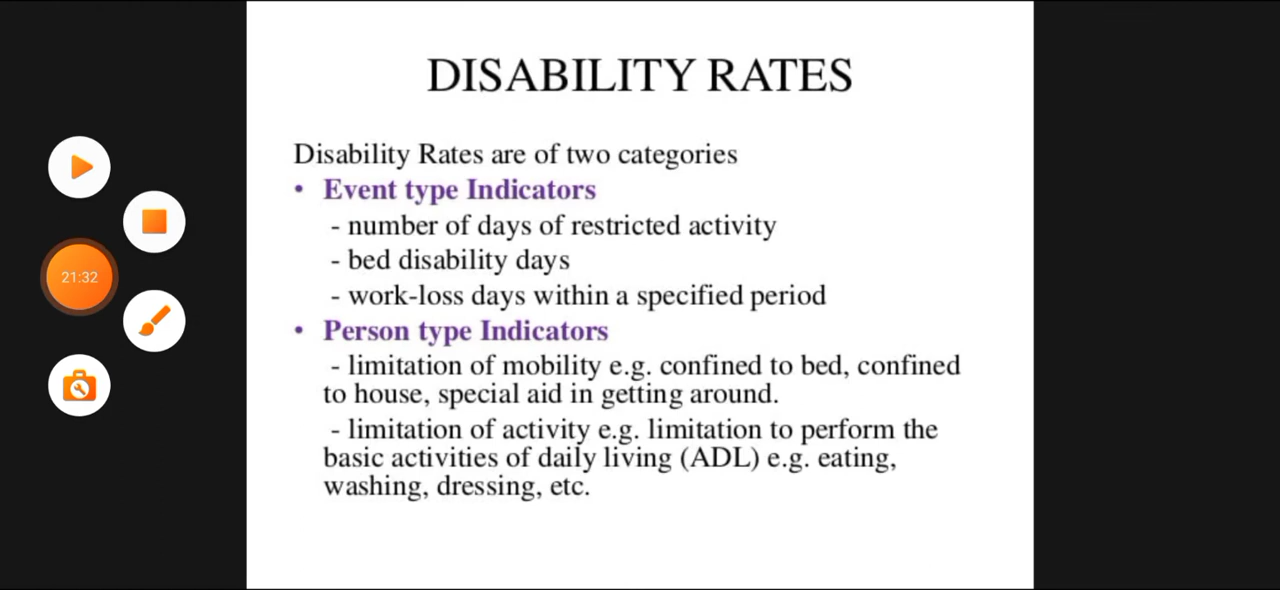 DISABILITY RATES
Disability Rates are of two categories
• Event type Indicators
- number of days of restricted activity
- bed disability days
- work-loss days within a specified period
• Person type Indicators
- limitation of mobility e.g. confined to bed, confined
to house, special aid in getting around.
- limitation of activity e.g. limitation to perform the
basic activities of daily living (ADL) e.g. eating,
washing, dressing, etc.
21:32